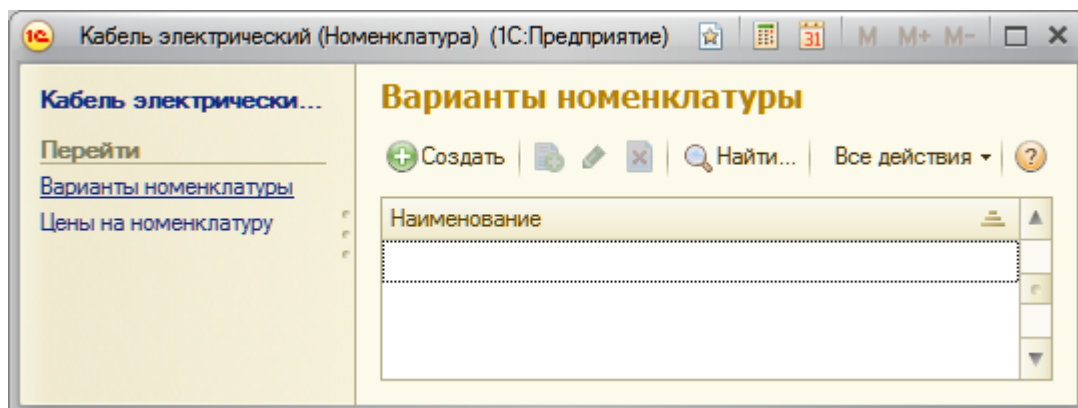 1С Кабель электрический (Номенклатура) (1С:Предприятие) 31 M M+ M-
Кабель электрически...
Перейти
Варианты номенклатуры
Цены на номенклатуру
Варианты номенклатуры
Создать Найти... Все действия ?
Наименование